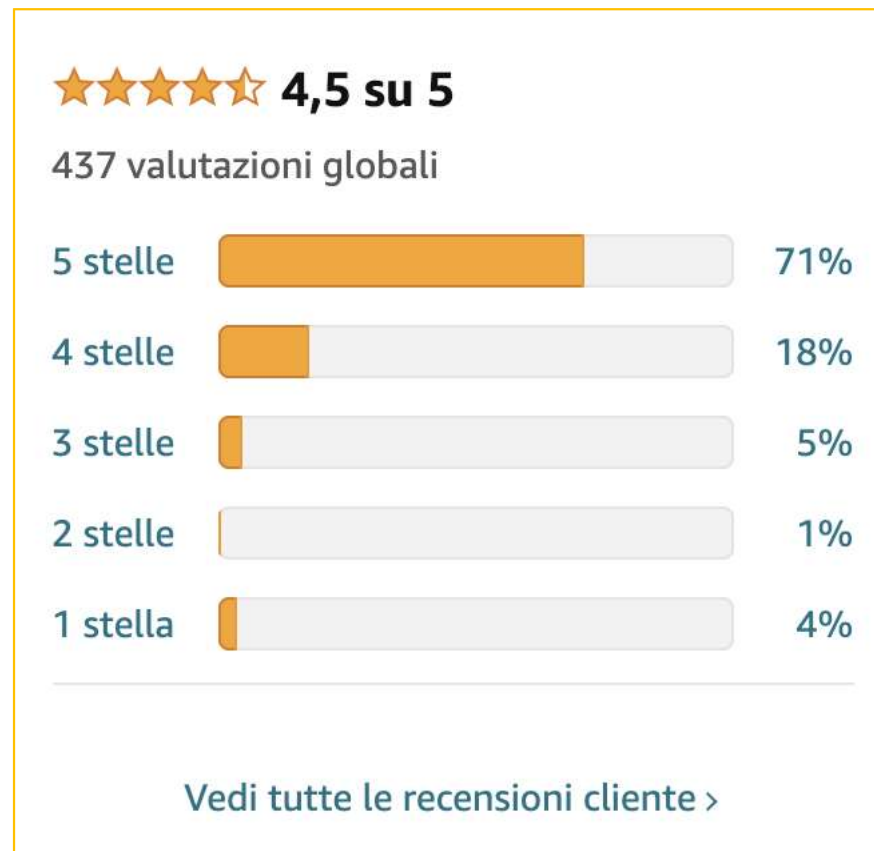 4,5 su 5
437 valutazioni globali
5 stelle 71%
4 stelle 18%
3 stelle 5%
2 stelle 1%
1 stella 4%
Vedi tutte le recensioni cliente ›